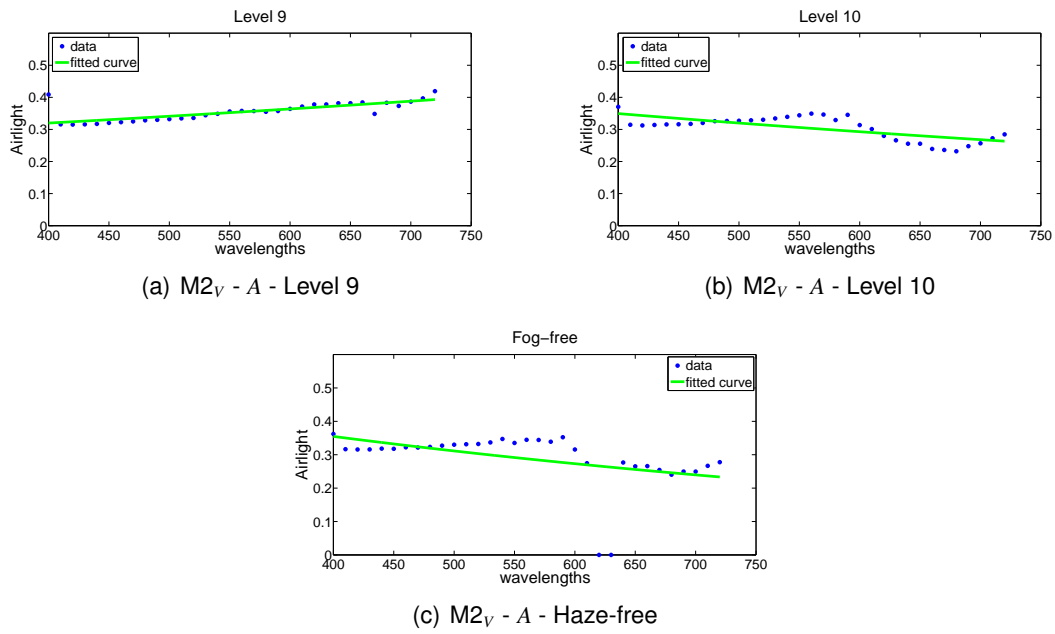 Level 9
data
fitted curve
0.5
0.4
0.3
0.2
0.1
0
Airlight
400 450 500 550 600 650 700 750
wavelengths
(a) M2V - A - Level 9
Level 10
data
fitted curve
0.5
0.4
0.3
0.2
0.1
0
Airlight
400 450 500 550 600 650 700 750
wavelengths
(b) M2V - A - Level 10
Fog-free
data
fitted curve
0.5
0.4
0.3
0.2
0.1
0
Airlight
400 450 500 550 600 650 700 750
wavelengths
(c) M2V - A - Haze-free